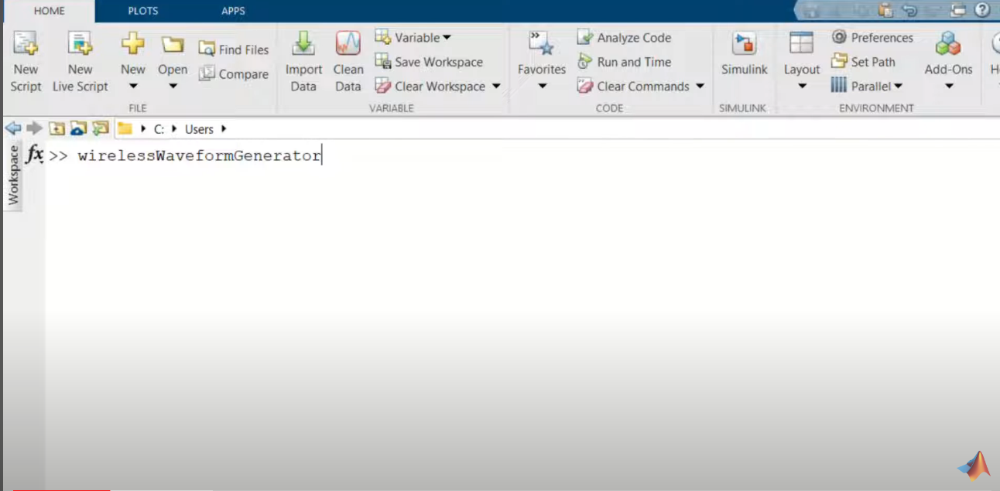 HOME PLOTS APPS
New Script
New Live Script
New
Open
Find Files
Compare
FILE
Import Data
Clean Data
Variable
Save Workspace
Clear Workspace
VARIABLE
Favorites
Analyze Code
Run and Time
Clear Commands
CODE
Simulink
SIMULINK
Layout
Preferences
Set Path
Parallel
Add-Ons
ENVIRONMENT
C: Users
Workspace
fx >> wirelessWaveformGenerator